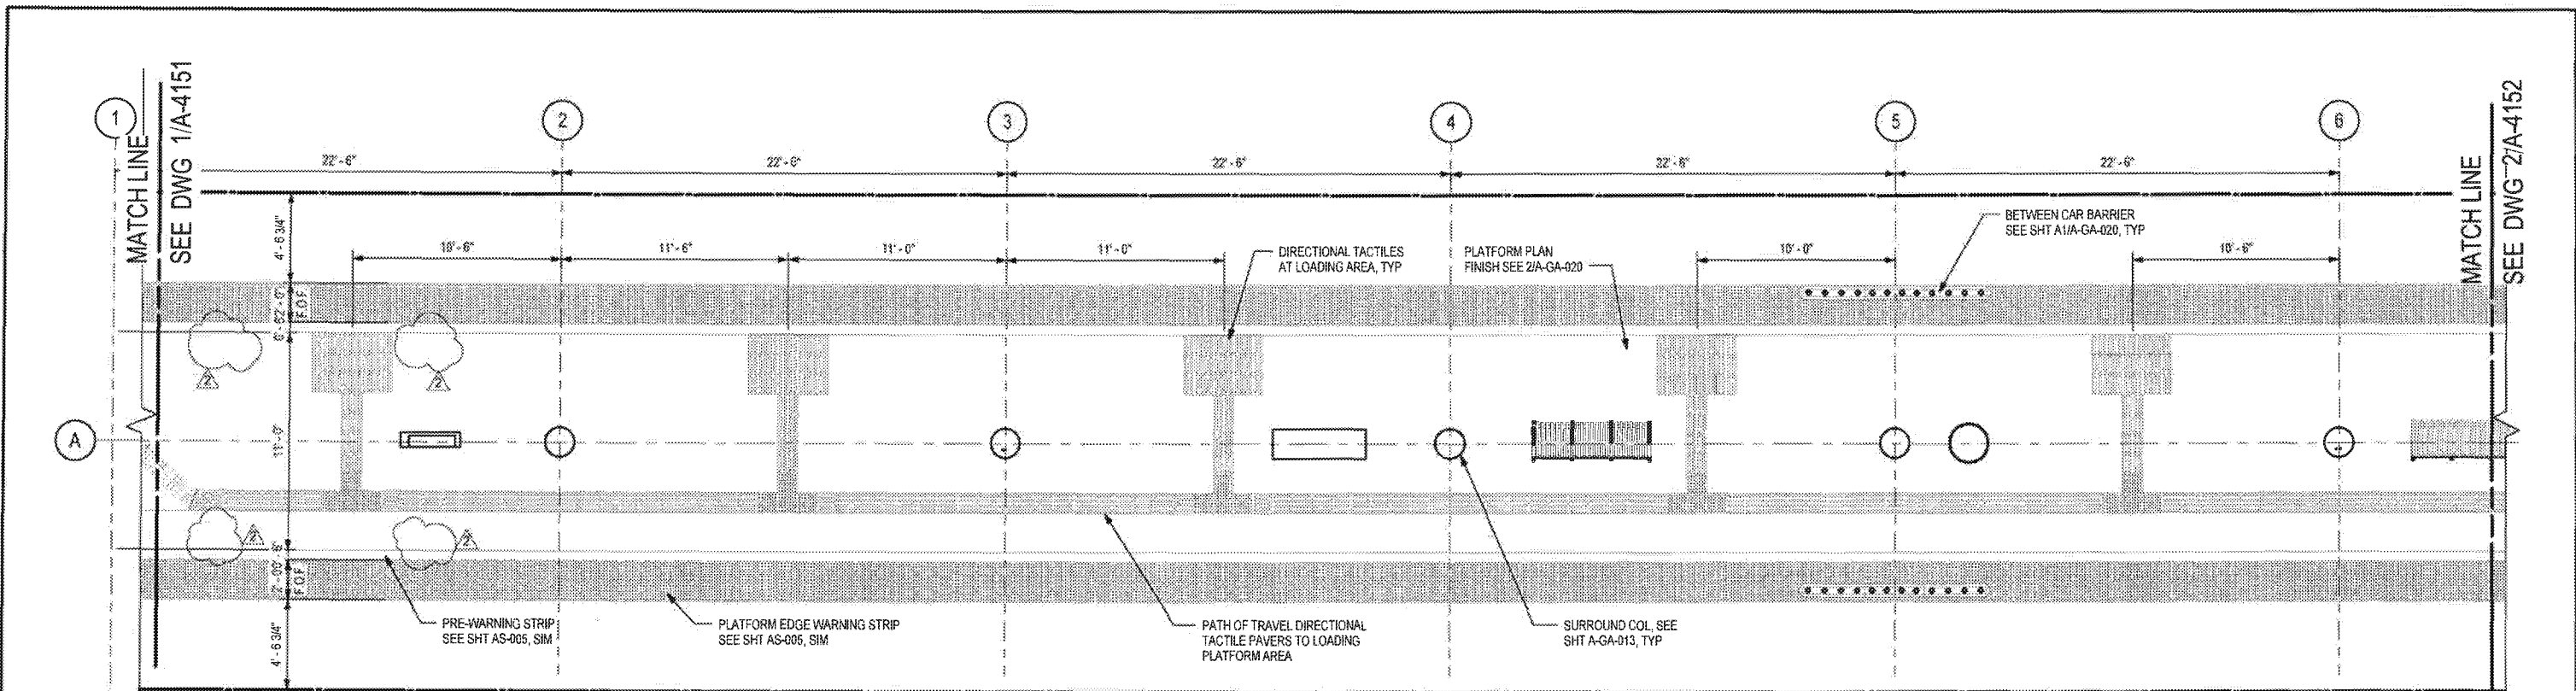 1
2
3
4
5
6
MATCH LINE
SEE DWG 1/A-4151
22'-6"
22'-6"
22'-6"
22'-6"
MATCH LINE
SEE DWG 2/A-4152
4'-6 3/4"
10'-6"
11'-6"
11'-0"
11'-0"
10'-0"
10'-6"
DIRECTIONAL TACTILES
AT LOADING AREA, TYP
PLATFORM PLAN
FINISH SEE 2/A-GA-020
BETWEEN CAR BARRIER
SEE SHT A1/A-GA-020, TYP
F.O.F.
2
2
A
11'-0"
2
2
F.O.F.
4'-6 3/4"
PRE-WARNING STRIP
SEE SHT AS-005, SIM
PLATFORM EDGE WARNING STRIP
SEE SHT AS-005, SIM
PATH OF TRAVEL DIRECTIONAL
TACTILE PAVERS TO LOADING
PLATFORM AREA
SURROUND COL, SEE
SHT A-GA-013, TYP